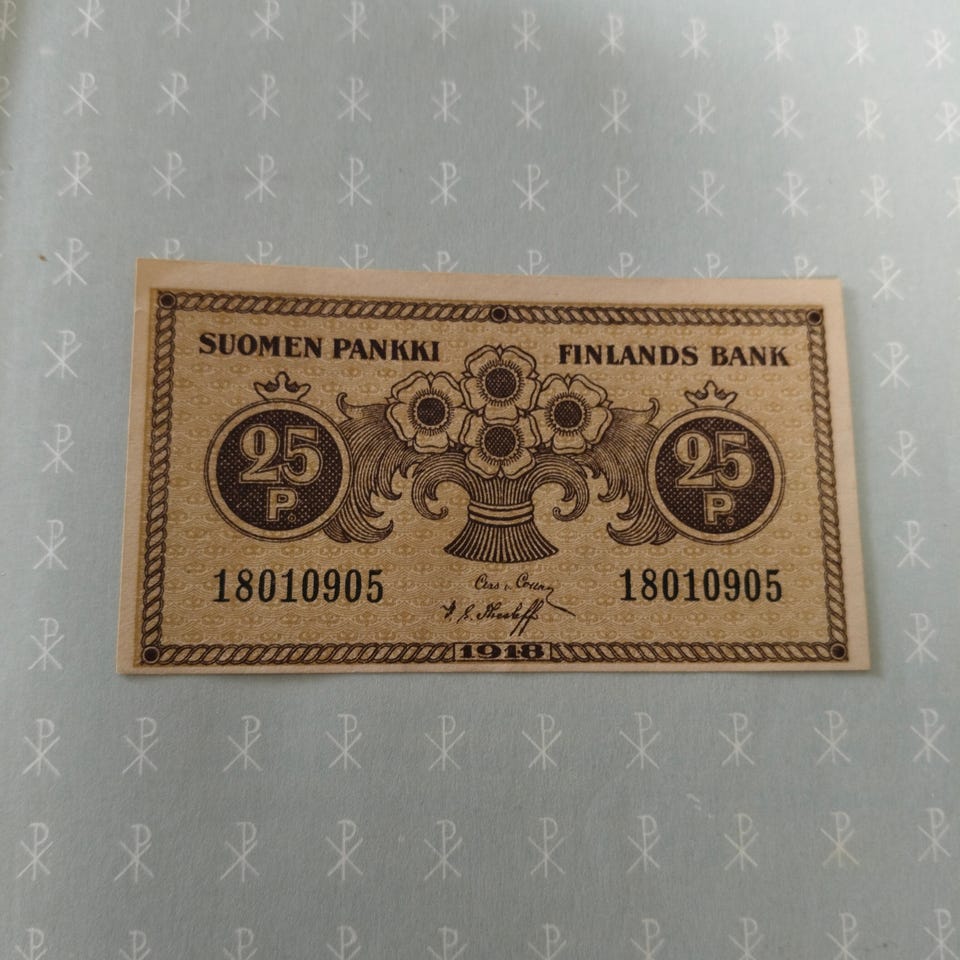 SUOMEN PANKKI FINLANDS BANK
25 P. 25 P.
18010905 18010905
1918